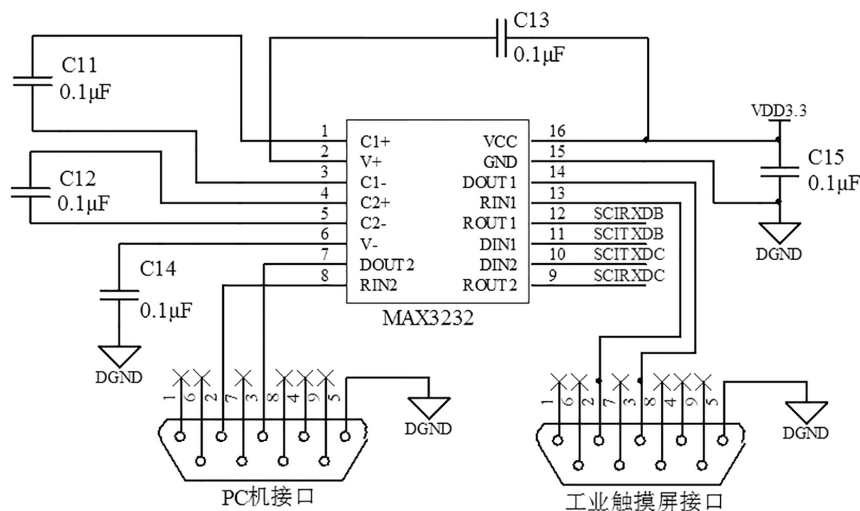 C13
0.1μF
C11
0.1μF
VDD3.3
1 C1+ VCC 16
2 V+ GND 15
C15
0.1μF
3 C1- DOUT1 14
C12
0.1μF
4 C2+ RIN1 13
5 C2- ROUT1 12 SCIRXDB
6 V- DIN1 11 SCITXDB
7 DOUT2 DIN2 10 SCITXDC
8 RIN2 ROUT2 9 SCIRXDC
DGND
C14
0.1μF
MAX3232
DGND
1 6 2 7 3 8 4 9 5
DGND
1 6 2 7 3 8 4 9 5
DGND
PC机接口
工业触摸屏接口